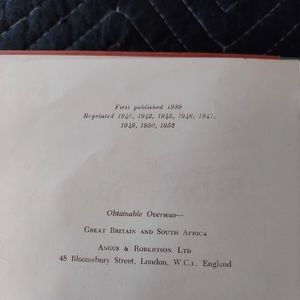 First published 1939
Reprinted 1940, 1942, 1943, 1946, 1947,
1949, 1950, 1952
Obtainable Overseas—
Great Britain and South Africa
Angus & Robertson Ltd
48 Bloomsbury Street, London, W.C.1., England